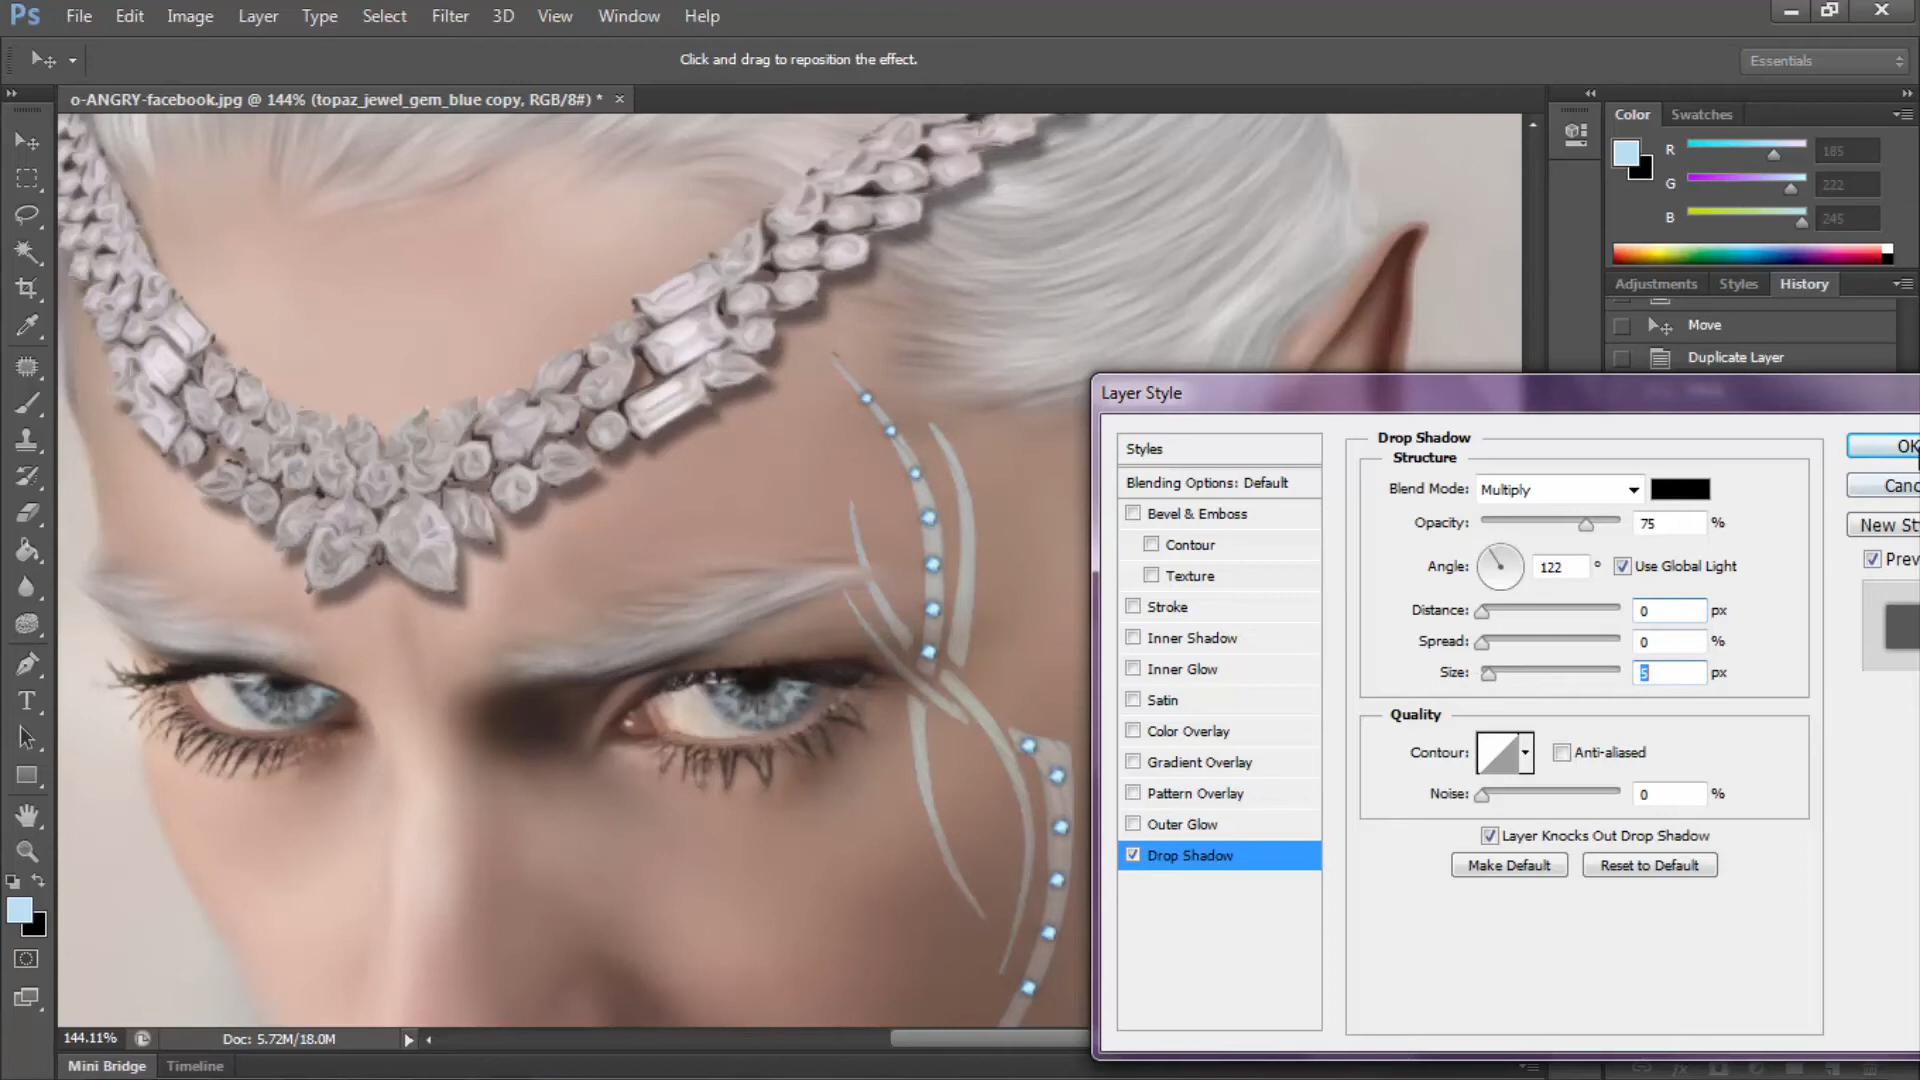 Ps File Edit Image Layer Type Select Filter 3D View Window Help
Click and drag to reposition the effect.
Essentials
o-ANGRY-facebook.jpg @ 144% (topaz_jewel_gem_blue copy, RGB/8#) *
Color Swatches
R 185
G 222
B 245
Adjustments Styles History
Move
Duplicate Layer
Layer Style
Styles
Blending Options: Default
Bevel & Emboss
Contour
Texture
Stroke
Inner Shadow
Inner Glow
Satin
Color Overlay
Gradient Overlay
Pattern Overlay
Outer Glow
Drop Shadow
Drop Shadow
Structure
Blend Mode: Multiply
Opacity: 75 %
Angle: 122 ° Use Global Light
Distance: 0 px
Spread: 0 %
Size: 5 px
Quality
Contour: Anti-aliased
Noise: 0 %
Layer Knocks Out Drop Shadow
Make Default Reset to Default
OK
Canc
New St
Prev
T
144.11% Doc: 5.72M/18.0M
Mini Bridge Timeline
fx